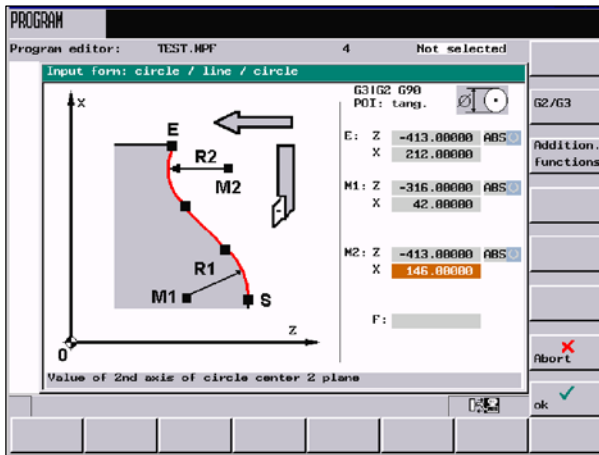 PROGRAM
Program editor: TEST.MPF 4 Not selected
Input form: circle / line / circle
X
E
R2
M2
R1
M1
S
Z
0
G3|G2 G90
POI: tang.
E: Z -413.00000 ABS
X 212.00000
M1: Z -316.00000 ABS
X 42.00000
M2: Z -413.00000 ABS
X 146.00000
F:
Value of 2nd axis of circle center 2 plane
G2/G3
Addition.
functions
Abort
ok